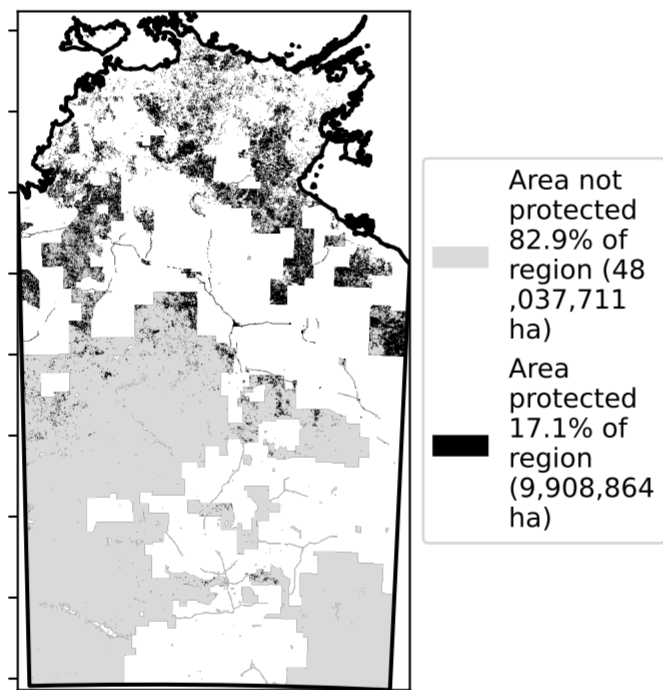 Area not
protected
82.9% of
region (48
,037,711
ha)
Area
protected
17.1% of
region
(9,908,864
ha)